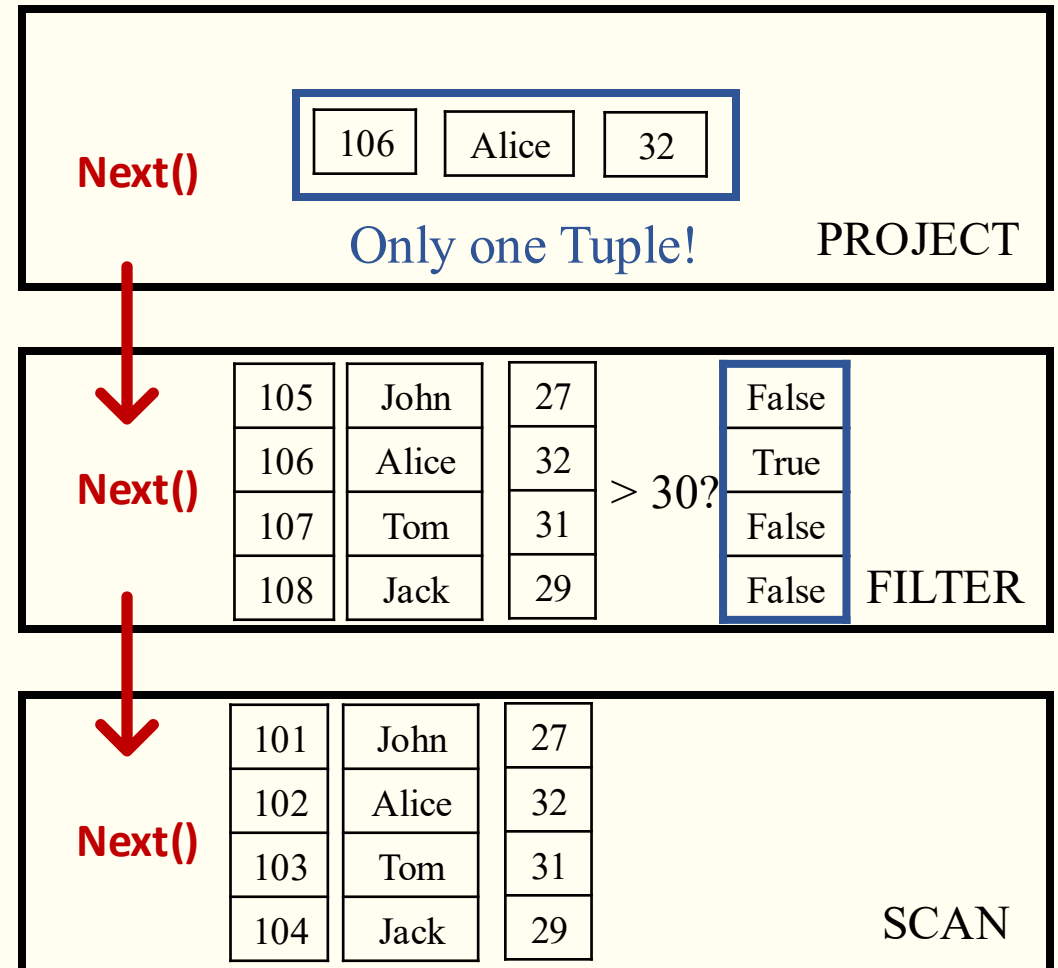 Next()
106 Alice 32
Only one Tuple!
PROJECT
Next()
105 John 27 False
106 Alice 32 True
> 30?
107 Tom 31 False
108 Jack 29 False
FILTER
Next()
101 John 27
102 Alice 32
103 Tom 31
104 Jack 29
SCAN